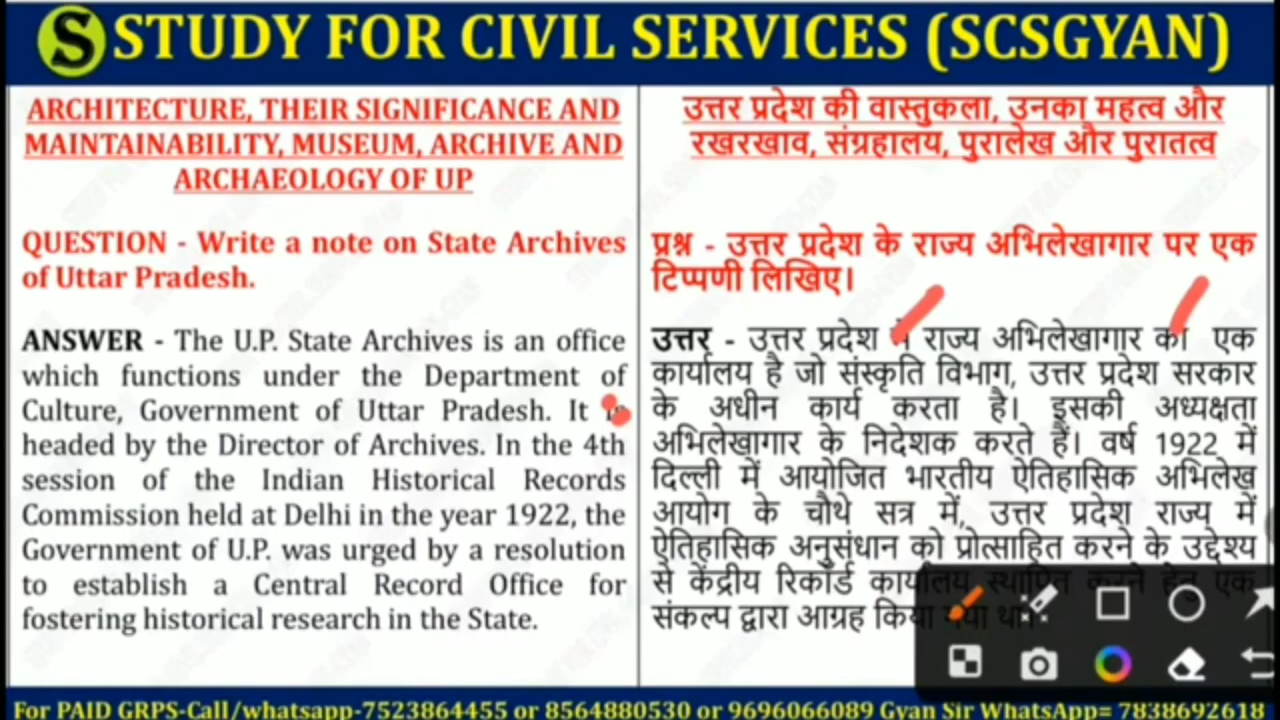 S STUDY FOR CIVIL SERVICES (SCSGYAN)
ARCHITECTURE, THEIR SIGNIFICANCE AND
MAINTAINABILITY, MUSEUM, ARCHIVE AND
ARCHAEOLOGY OF UP
QUESTION - Write a note on State Archives
of Uttar Pradesh.
ANSWER - The U.P. State Archives is an office
which functions under the Department of
Culture, Government of Uttar Pradesh. It is
headed by the Director of Archives. In the 4th
session of the Indian Historical Records
Commission held at Delhi in the year 1922, the
Government of U.P. was urged by a resolution
to establish a Central Record Office for
fostering historical research in the State.
उत्तर प्रदेश की वास्तुकला, उनका महत्व और
रखरखाव, संग्रहालय, पुरालेख और पुरातत्व
प्रश्न - उत्तर प्रदेश के राज्य अभिलेखागार पर एक
टिप्पणी लिखिए।
उत्तर - उत्तर प्रदेश में राज्य अभिलेखागार का एक
कार्यालय है जो संस्कृति विभाग, उत्तर प्रदेश सरकार
के अधीन कार्य करता है। इसकी अध्यक्षता
अभिलेखागार के निदेशक करते हैं। वर्ष 1922 में
दिल्ली में आयोजित भारतीय ऐतिहासिक अभिलेख
आयोग के चौथे सत्र में, उत्तर प्रदेश राज्य में
ऐतिहासिक अनुसंधान को प्रोत्साहित करने के उद्देश्य
से केंद्रीय रिकॉर्ड कार्यालय स्थापित करने हेतु एक
संकल्प द्वारा आग्रह किया गया था।
For PAID GRPS-Call/whatsapp-7523864455 or 8564880530 or 9696066089 Gyan Sir WhatsApp= 7838692618